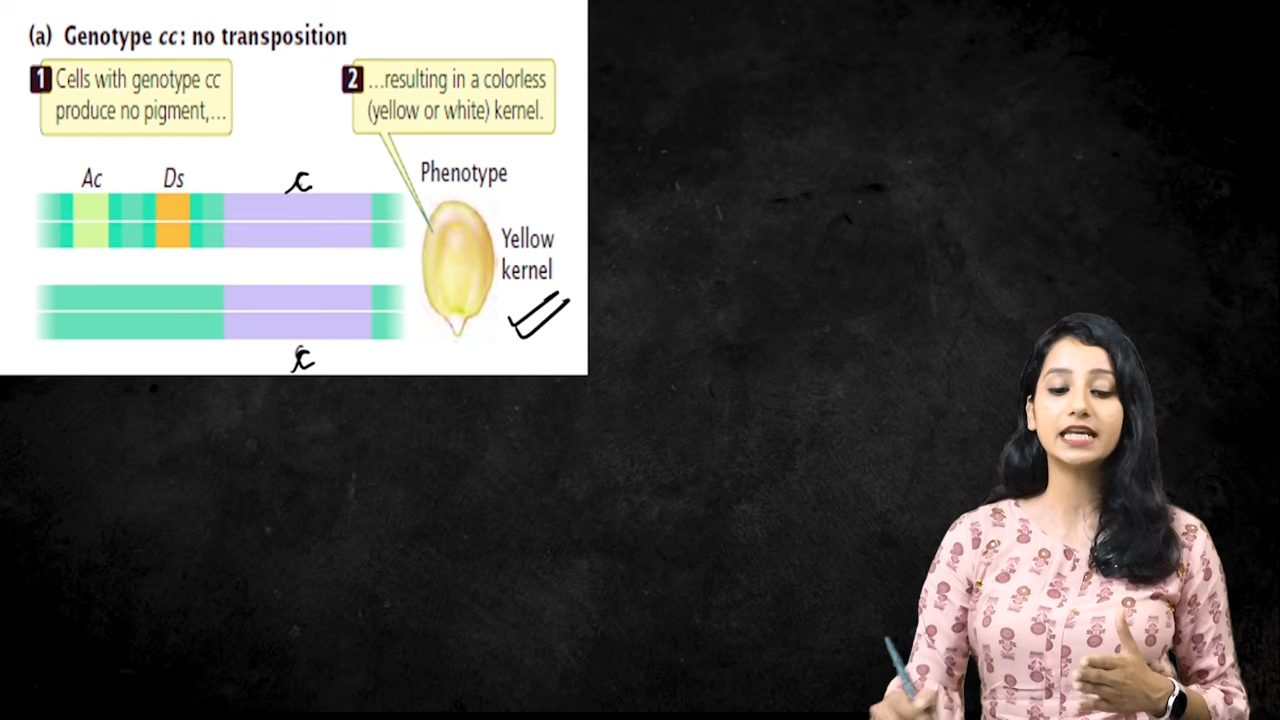 (a) Genotype cc: no transposition
1 Cells with genotype cc
produce no pigment,...
2 ...resulting in a colorless
(yellow or white) kernel.
Ac Ds c
Phenotype
Yellow
kernel
c